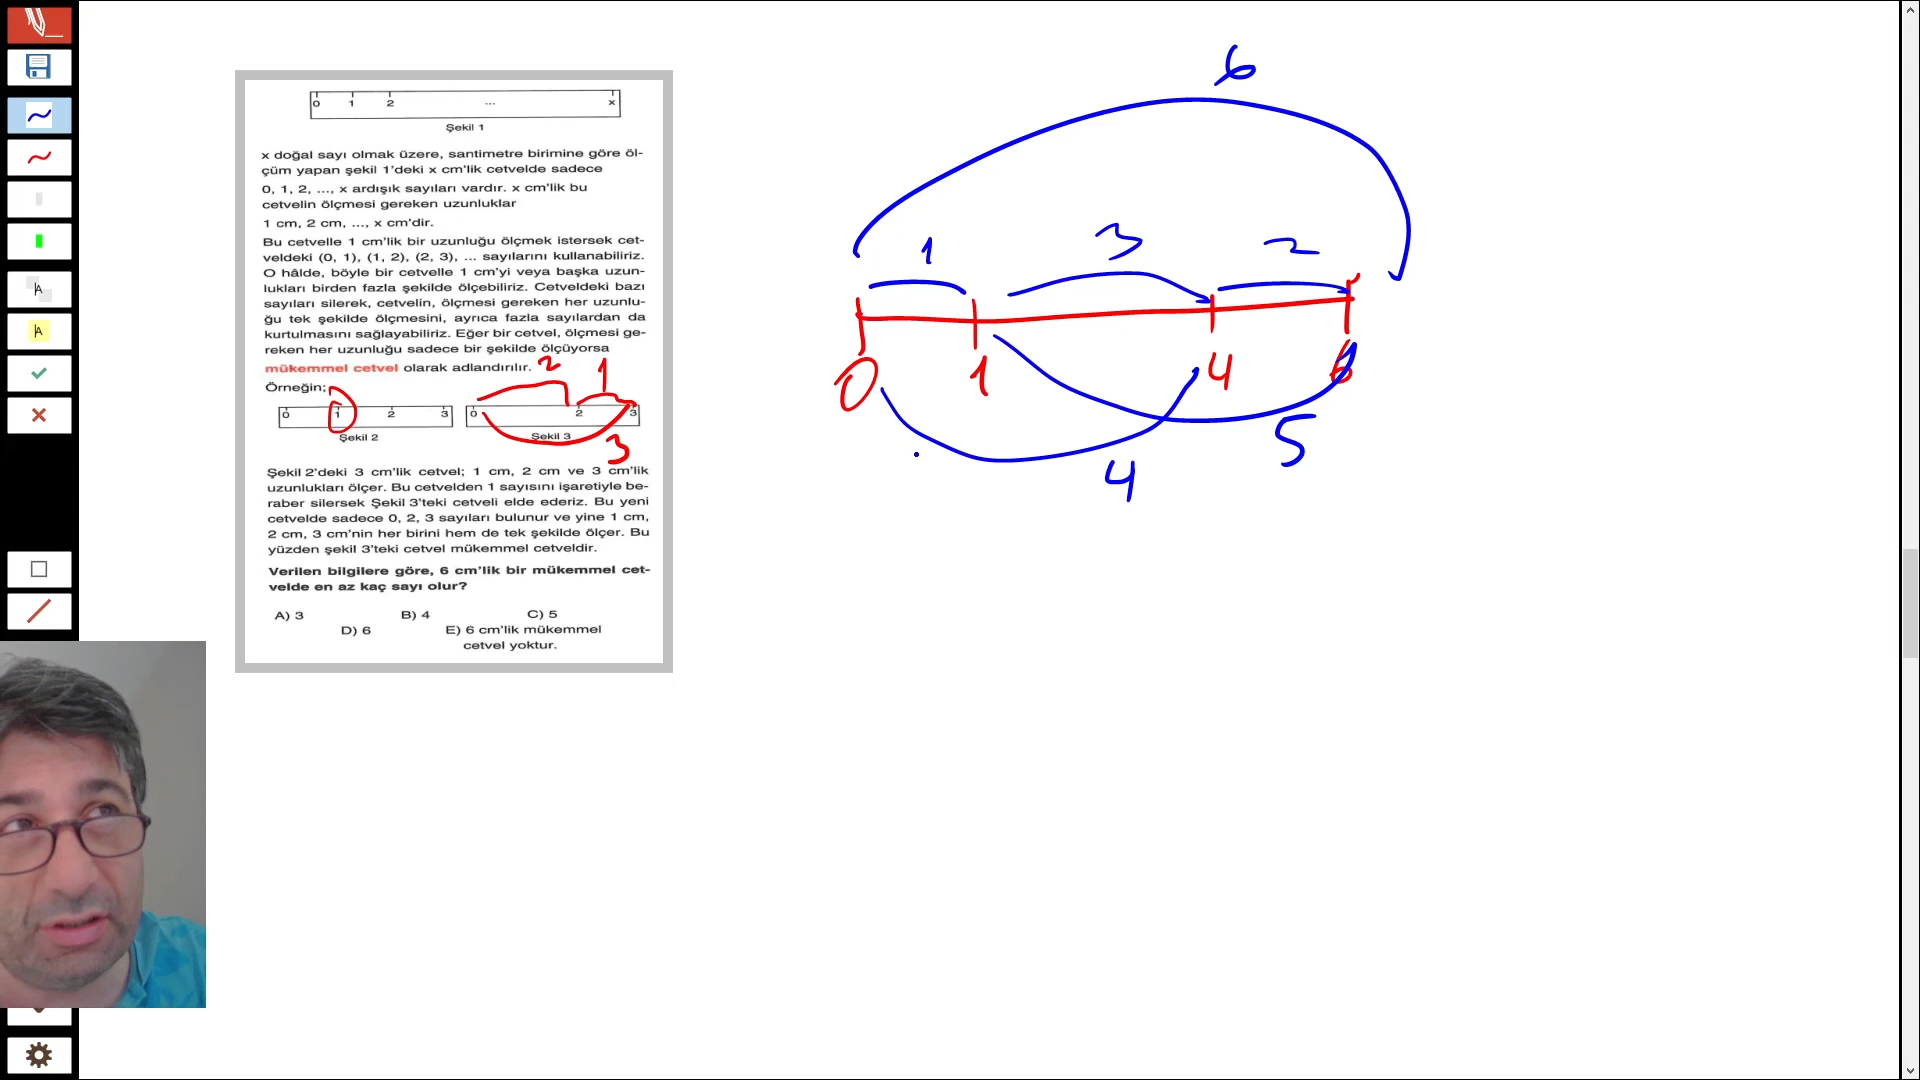 0 1 2 ... x
Şekil 1
x doğal sayı olmak üzere, santimetre birimine göre öl-
çüm yapan şekil 1'deki x cm'lik cetvelde sadece
0, 1, 2, ..., x ardışık sayıları vardır. x cm'lik bu
cetvelin ölçmesi gereken uzunluklar
1 cm, 2 cm, ..., x cm'dir.
Bu cetvelle 1 cm'lik bir uzunluğu ölçmek istersek cet-
veldeki (0, 1), (1, 2), (2, 3), ... sayılarını kullanabiliriz.
O hâlde, böyle bir cetvelle 1 cm'yi veya başka uzun-
lukları birden fazla şekilde ölçebiliriz. Cetveldeki bazı
sayıları silerek, cetvelin, ölçmesi gereken her uzunlu-
ğu tek şekilde ölçmesini, ayrıca fazla sayılardan da
kurtulmasını sağlayabiliriz. Eğer bir cetvel, ölçmesi ge-
reken her uzunluğu sadece bir şekilde ölçüyorsa
mükemmel cetvel olarak adlandırılır.
2 1
Örneğin;
0 1 2 3
0 2 3
Şekil 2
Şekil 3
3
Şekil 2'deki 3 cm'lik cetvel; 1 cm, 2 cm ve 3 cm'lik
uzunlukları ölçer. Bu cetvelden 1 sayısını işaretiyle be-
raber silersek Şekil 3'teki cetveli elde ederiz. Bu yeni
cetvelde sadece 0, 2, 3 sayıları bulunur ve yine 1 cm,
2 cm, 3 cm'nin her birini hem de tek şekilde ölçer. Bu
yüzden şekil 3'teki cetvel mükemmel cetveldir.
Verilen bilgilere göre, 6 cm'lik bir mükemmel cet-
velde en az kaç sayı olur?
A) 3 B) 4 C) 5
D) 6 E) 6 cm'lik mükemmel
cetvel yoktur.
6
1 3 2
0 1 4 6
5
4
A
A